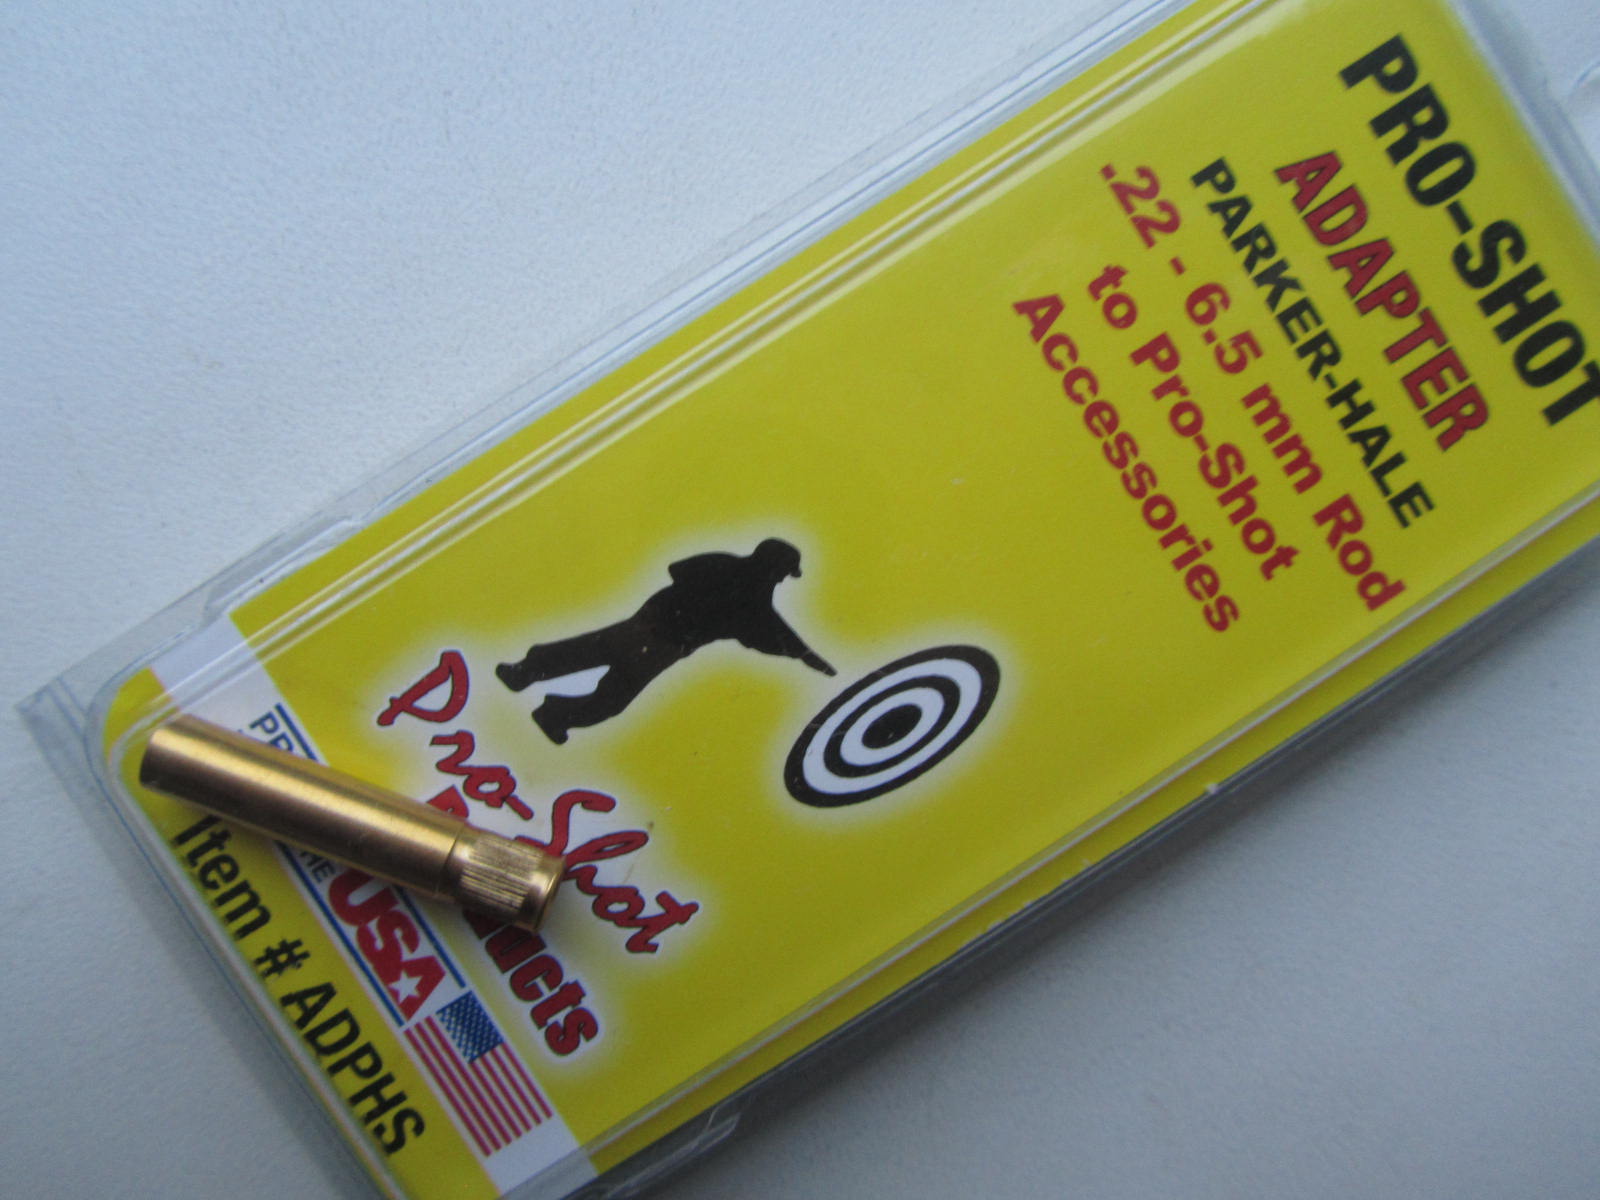 PRO-SHOT
ADAPTER
PARKER-HALE
.22 - 6.5 mm Rod
to Pro-Shot
Accessories
Pro-Shot
USA
Item # ADPHS